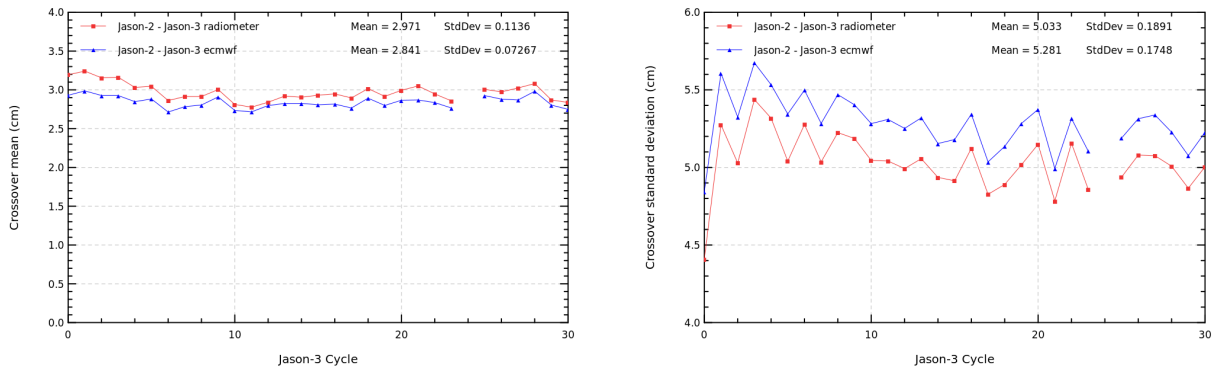 4.0
3.5
3.0
2.5
2.0
1.5
1.0
0.5
0.0
Crossover mean (cm)
Jason-2 - Jason-3 radiometer Mean = 2.971 StdDev = 0.1136
Jason-2 - Jason-3 ecmwf Mean = 2.841 StdDev = 0.07267
0 10 20 30
Jason-3 Cycle
6.0
5.5
5.0
4.5
4.0
Crossover standard deviation (cm)
Jason-2 - Jason-3 radiometer Mean = 5.033 StdDev = 0.1891
Jason-2 - Jason-3 ecmwf Mean = 5.281 StdDev = 0.1748
0 10 20 30
Jason-3 Cycle